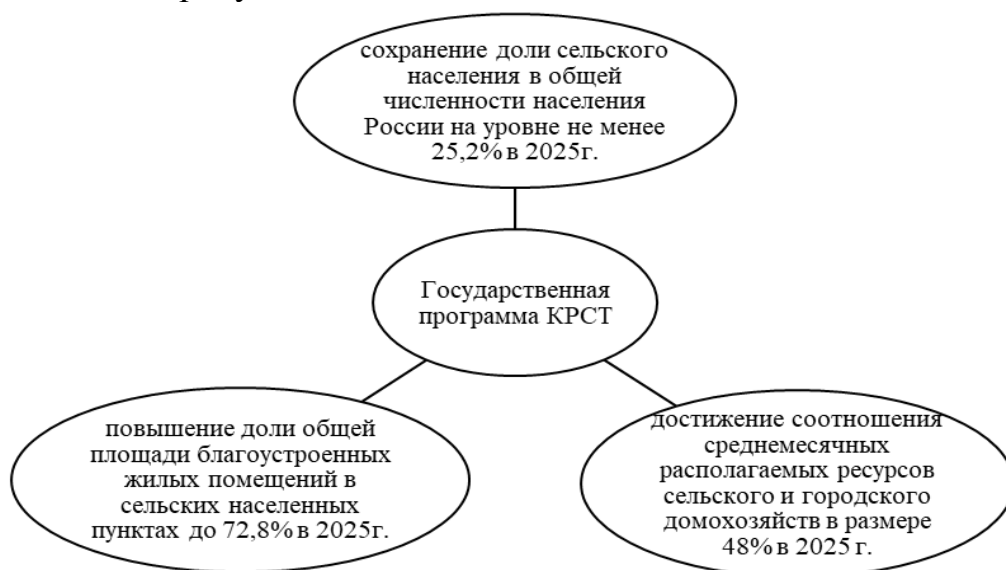 сохранение доли сельского
населения в общей
численности населения
России на уровне не менее
25,2% в 2025г.
Государственная
программа КРСТ
повышение доли общей
площади благоустроенных
жилых помещений в
сельских населенных
пунктах до 72,8% в 2025г.
достижение соотношения
среднемесячных
располагаемых ресурсов
сельского и городского
домохозяйств в размере
48% в 2025 г.